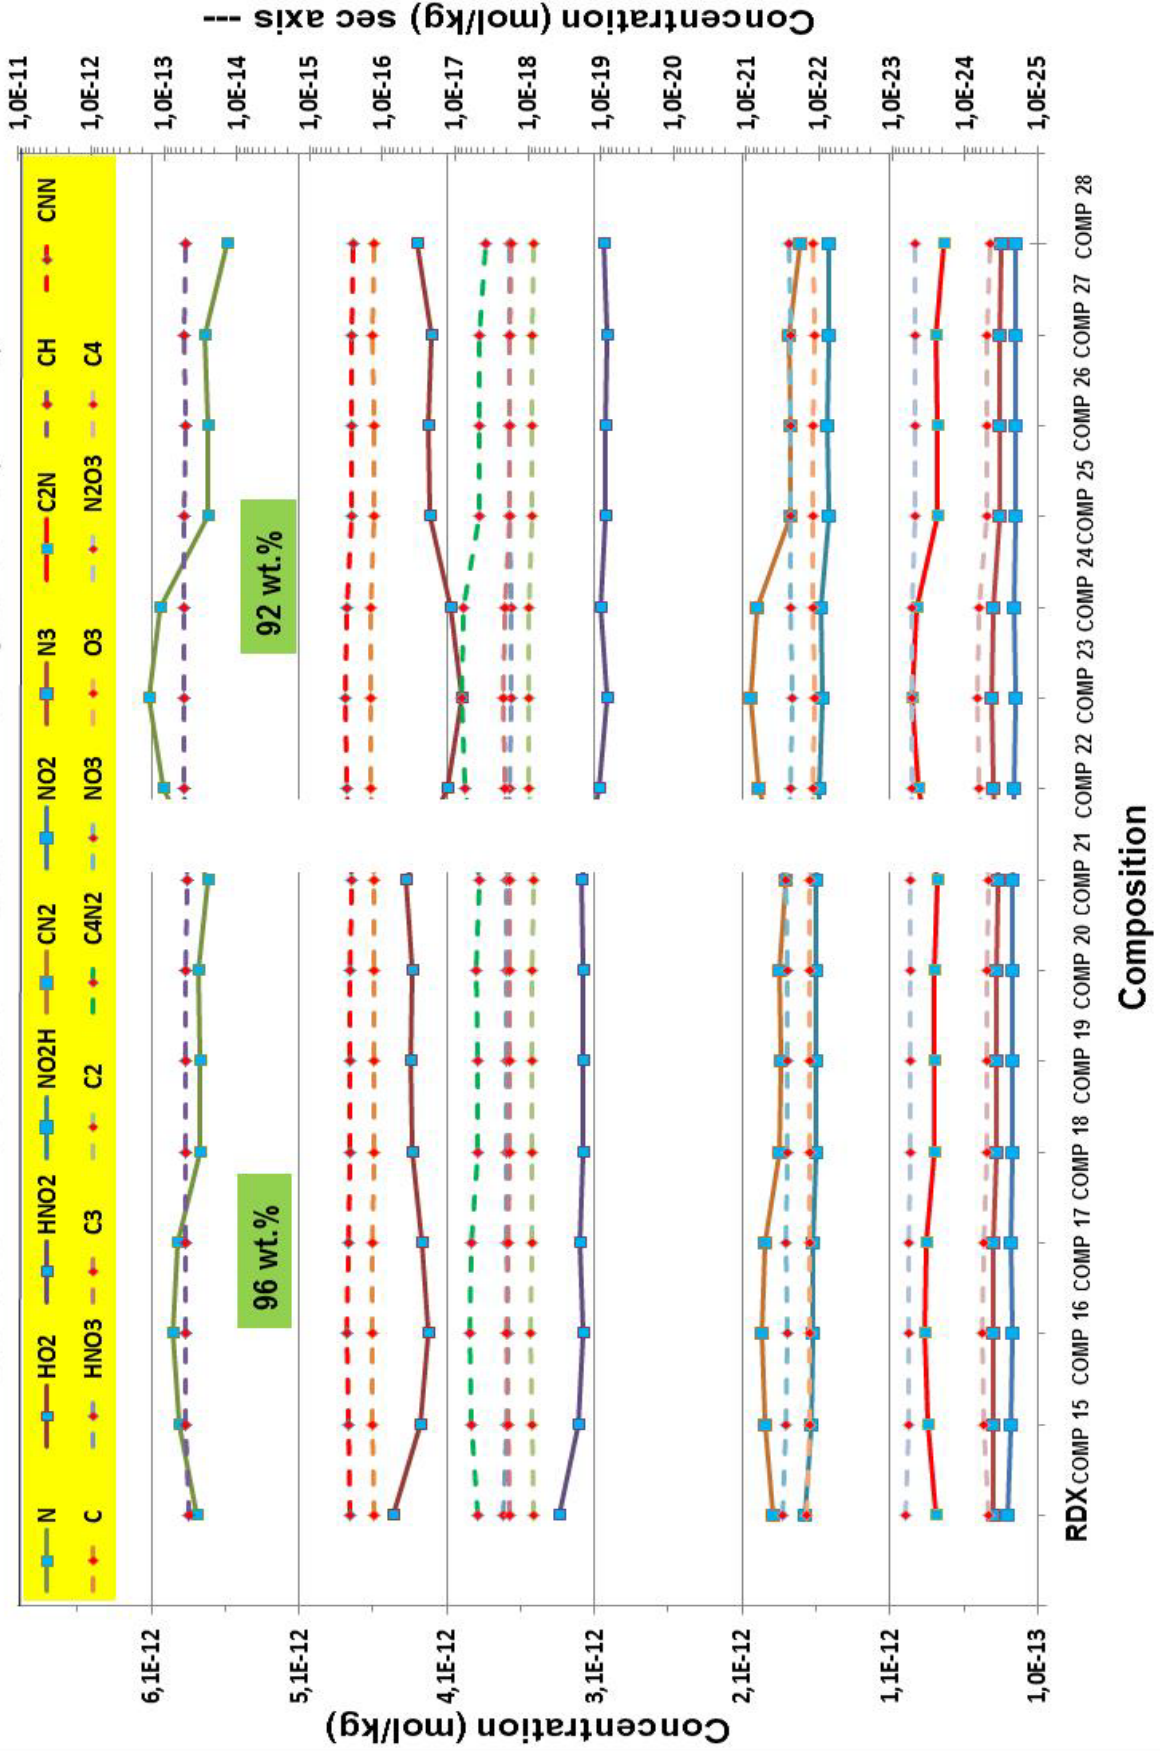 N HO2 HNO2 NO2H CN2 NO2 N3 C2N CH CNN
C HNO3 C3 C2 C4N2 NO3 O3 N2O3 C4
6,1E-12
5,1E-12
4,1E-12
3,1E-12
2,1E-12
1,1E-12
1,0E-13
Concentration (mol/kg)
96 wt.%
92 wt.%
1,0E-11
1,0E-12
1,0E-13
1,0E-14
1,0E-15
1,0E-16
1,0E-17
1,0E-18
1,0E-19
1,0E-20
1,0E-21
1,0E-22
1,0E-23
1,0E-24
1,0E-25
Concentration (mol/kg) sec axis ---
RDX COMP 15 COMP 16 COMP 17 COMP 18 COMP 19 COMP 20 COMP 21 COMP 22 COMP 23 COMP 24 COMP 25 COMP 26 COMP 27 COMP 28
Composition